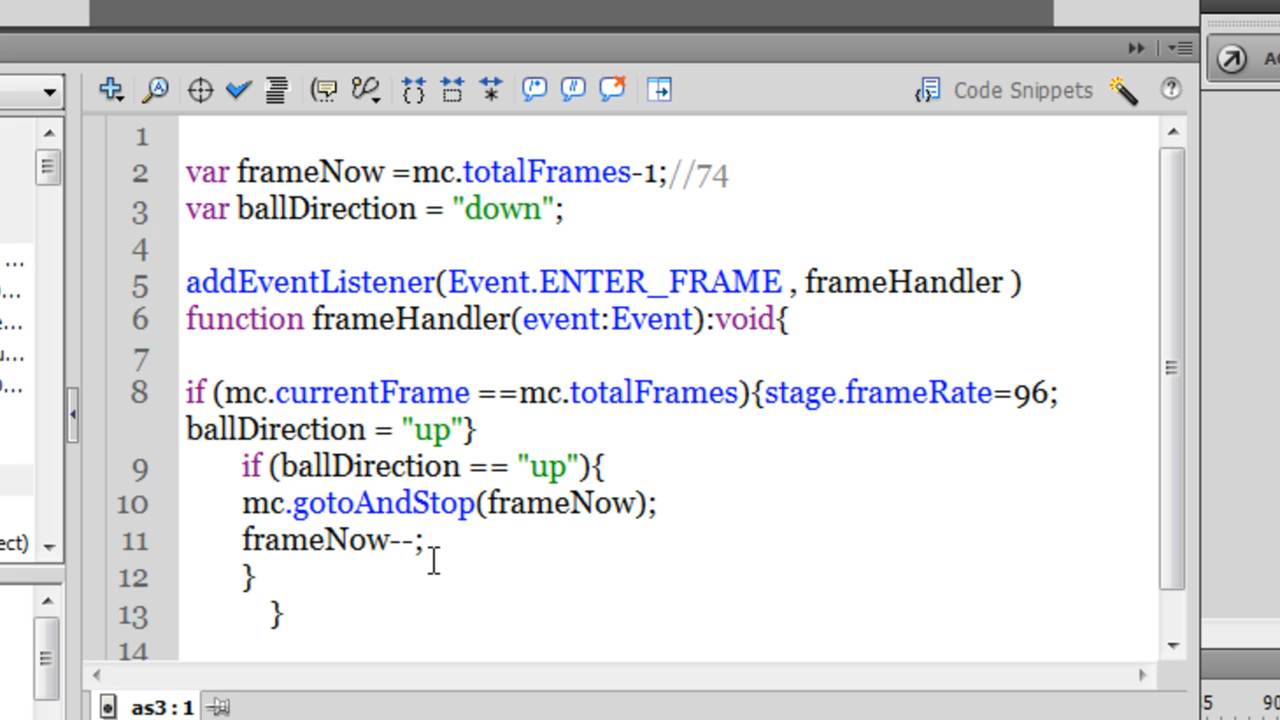 Code Snippets
1
2 var frameNow =mc.totalFrames-1;//74
3 var ballDirection = "down";
4
5 addEventListener(Event.ENTER_FRAME , frameHandler )
6 function frameHandler(event:Event):void{
7
8 if (mc.currentFrame ==mc.totalFrames){stage.frameRate=96;
ballDirection = "up"}
9 if (ballDirection == "up"){
10 mc.gotoAndStop(frameNow);
11 frameNow--;
12 }
13 }
14
ect)
as3:1